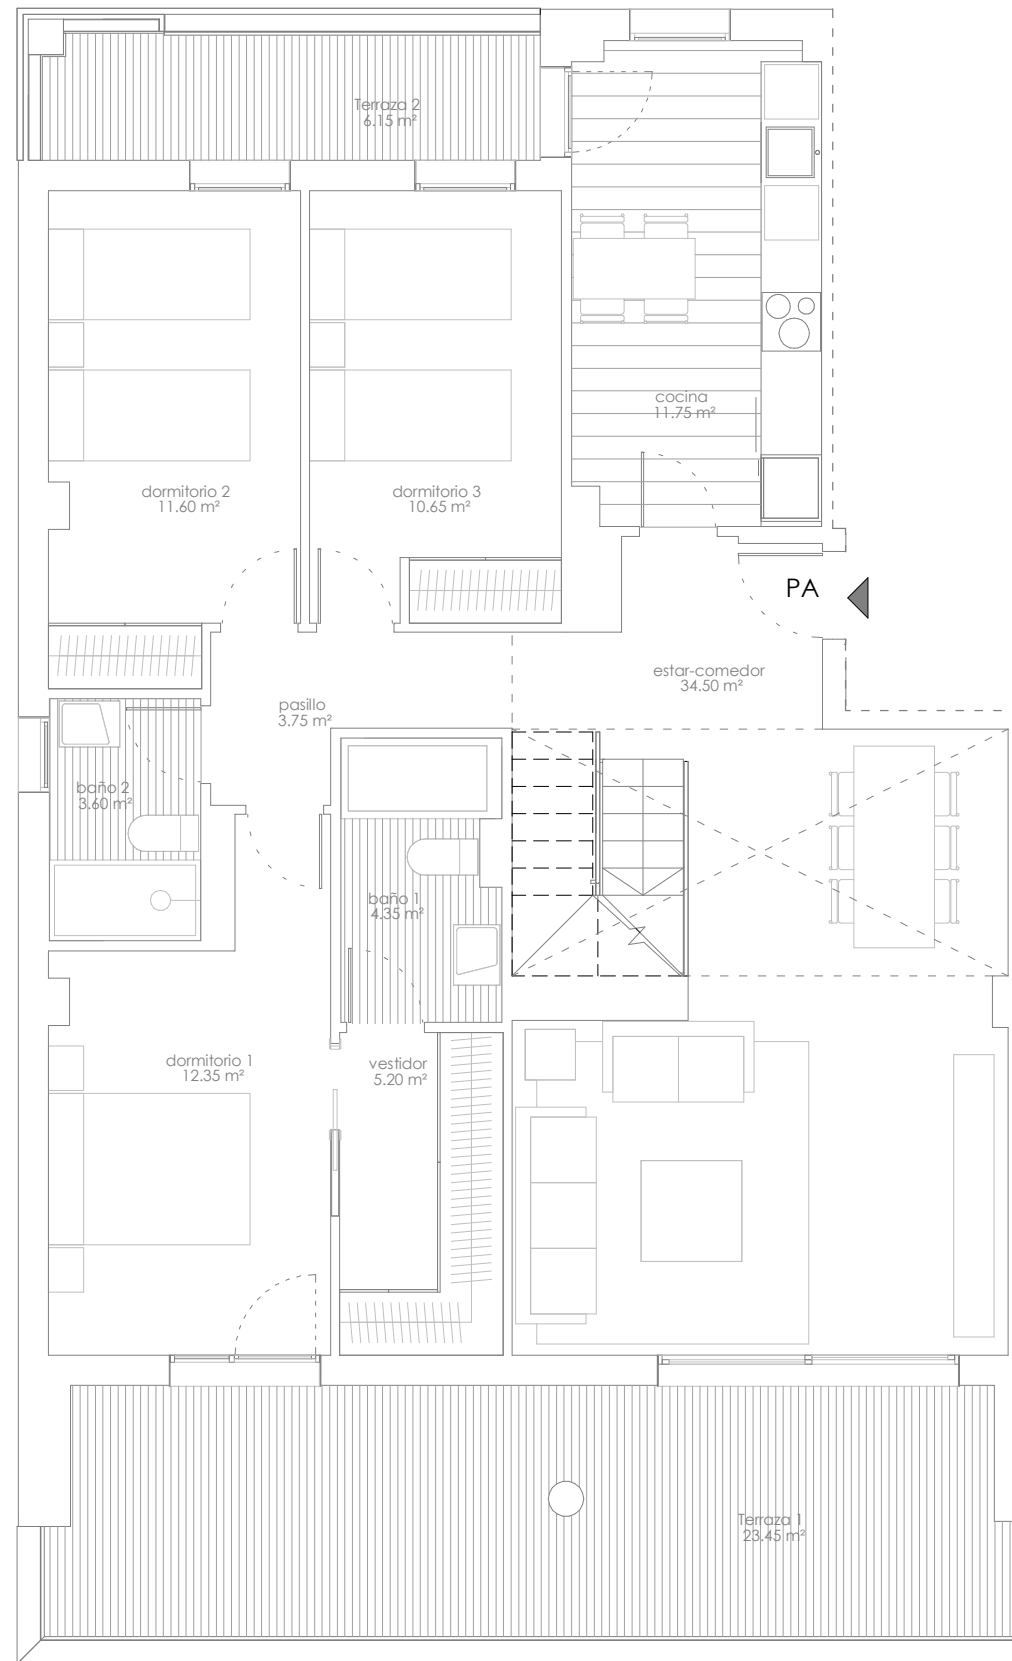 Terraza 2
6.15 m²
cocina
11.75 m²
dormitorio 2
11.60 m²
dormitorio 3
10.65 m²
PA
estar-comedor
34.50 m²
pasillo
3.75 m²
baño 2
3.60 m²
baño 1
4.35 m²
dormitorio 1
12.35 m²
vestidor
5.20 m²
Terraza 1
23.45 m²